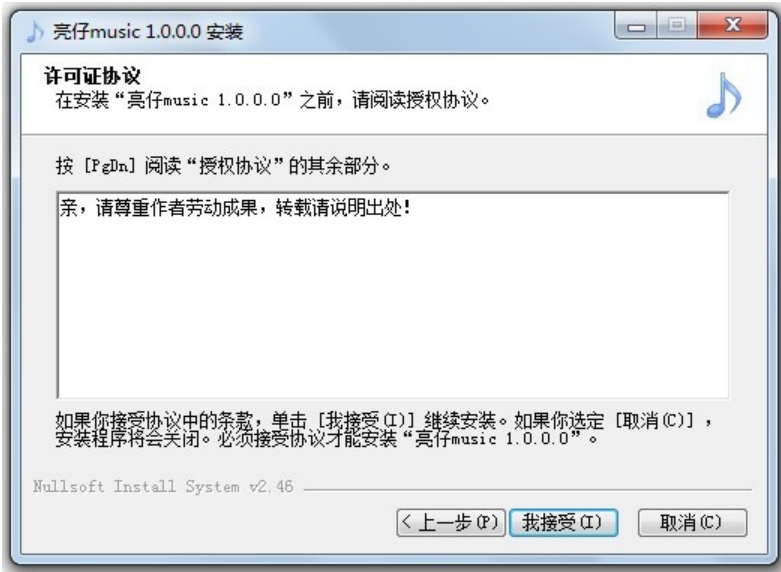 亮仔music 1.0.0.0 安装
许可证协议
在安装“亮仔music 1.0.0.0”之前，请阅读授权协议。
按 [PgDn] 阅读“授权协议”的其余部分。
亲，请尊重作者劳动成果，转载请说明出处!
如果你接受协议中的条款，单击 [我接受(I)] 继续安装。如果你选定 [取消(C)] ，
安装程序将会关闭。必须接受协议才能安装“亮仔music 1.0.0.0”。
Nullsoft Install System v2.46
< 上一步(P) 我接受(I) 取消(C)